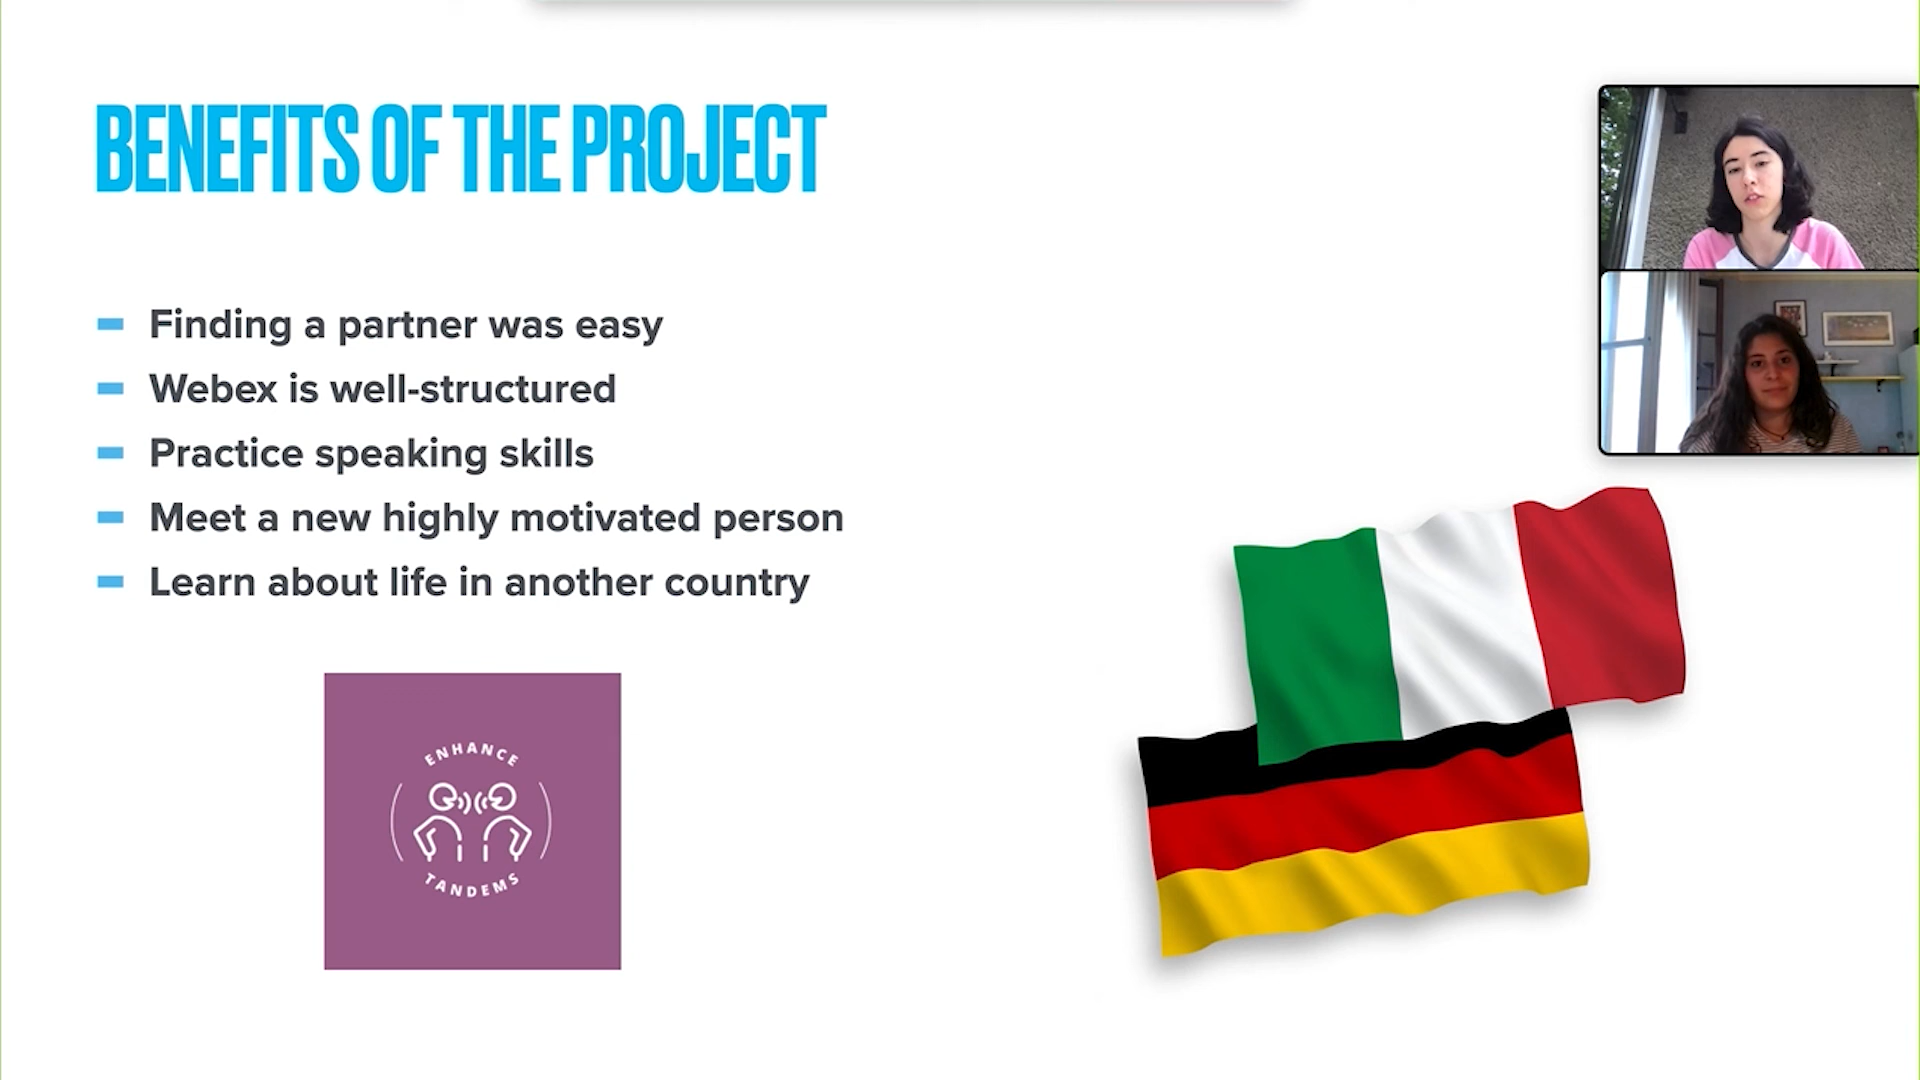 BENEFITS OF THE PROJECT
Finding a partner was easy
Webex is well-structured
Practice speaking skills
Meet a new highly motivated person
Learn about life in another country
ENHANCE
TANDEMS